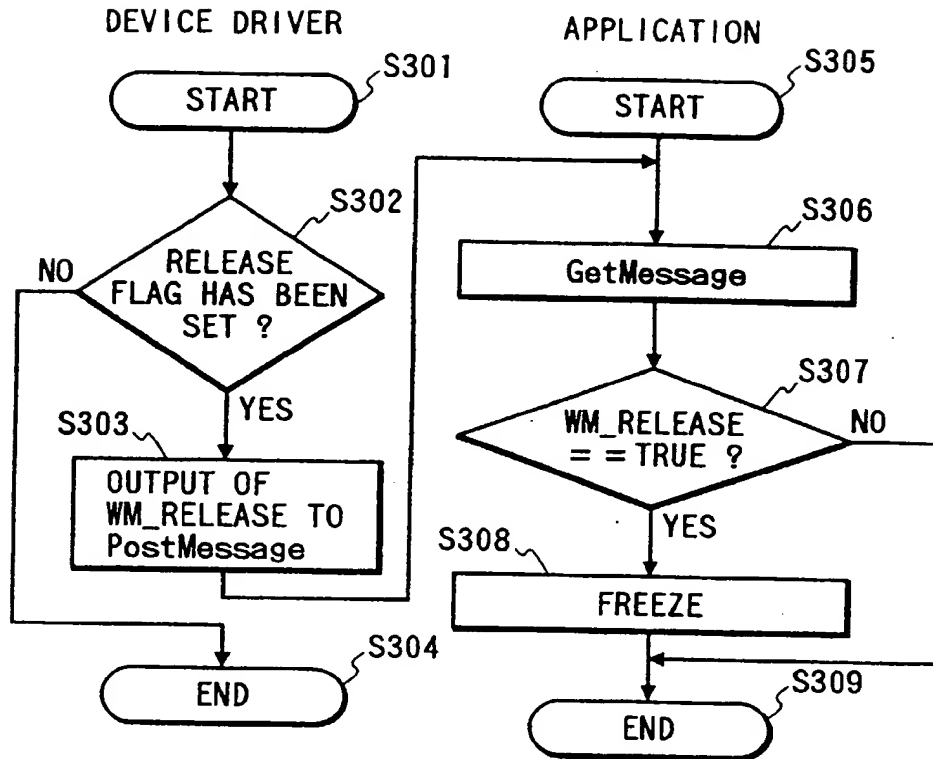 DEVICE DRIVER
S301
START
S302
RELEASE
FLAG HAS BEEN
SET ?
NO
YES
S303
OUTPUT OF
WM_RELEASE TO
PostMessage
S304
END
APPLICATION
S305
START
S306
GetMessage
S307
WM_RELEASE
==TRUE ?
NO
YES
S308
FREEZE
S309
END